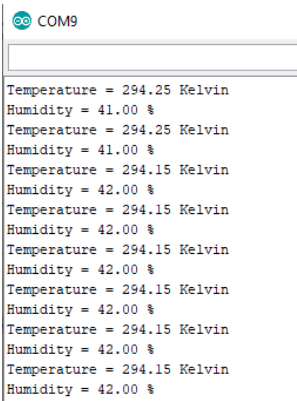 COM9
Temperature = 294.25 Kelvin
Humidity = 41.00 %
Temperature = 294.25 Kelvin
Humidity = 41.00 %
Temperature = 294.15 Kelvin
Humidity = 42.00 %
Temperature = 294.15 Kelvin
Humidity = 42.00 %
Temperature = 294.15 Kelvin
Humidity = 42.00 %
Temperature = 294.15 Kelvin
Humidity = 42.00 %
Temperature = 294.15 Kelvin
Humidity = 42.00 %
Temperature = 294.15 Kelvin
Humidity = 42.00 %